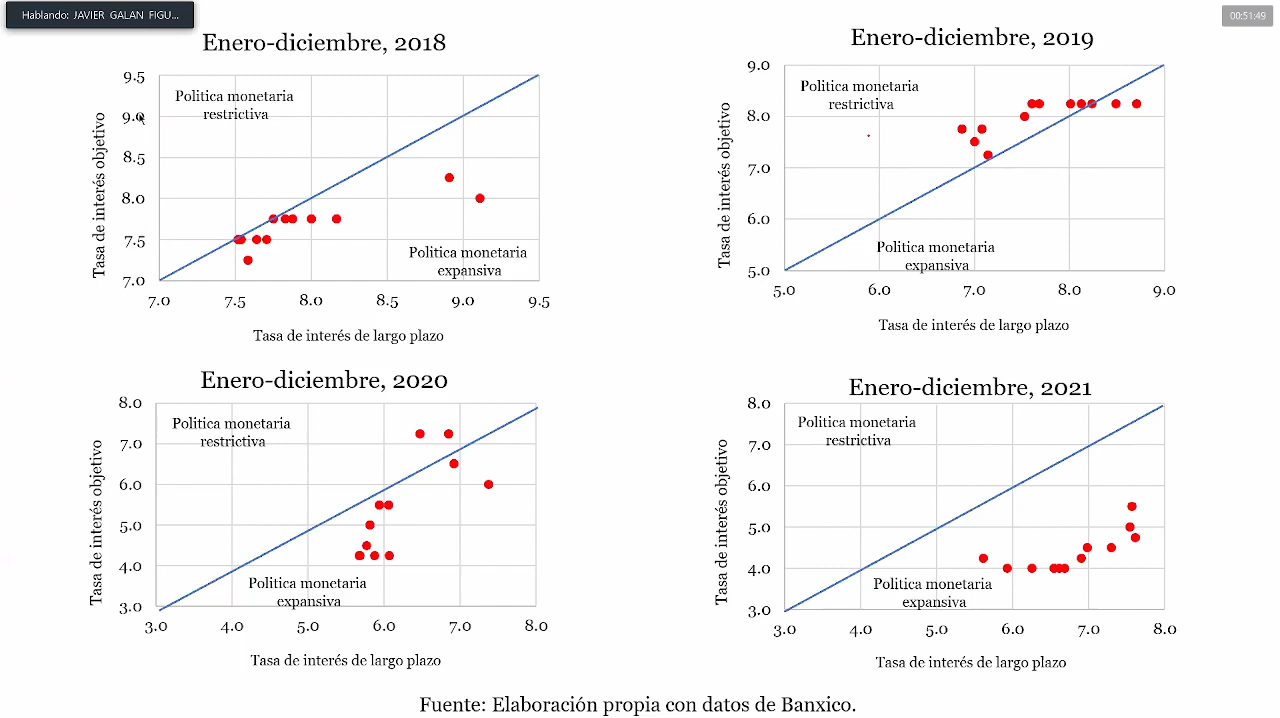 Hablando: JAVIER GALAN FIGU...
00:51:49
Enero-diciembre, 2018
9.5
9.0
8.5
8.0
7.5
7.0
Tasa de interés objetivo
Politica monetaria
restrictiva
Politica monetaria
expansiva
7.0 7.5 8.0 8.5 9.0 9.5
Tasa de interés de largo plazo
Enero-diciembre, 2019
9.0
8.0
7.0
6.0
5.0
Tasa de interés objetivo
Politica monetaria
restrictiva
Politica monetaria
expansiva
5.0 6.0 7.0 8.0 9.0
Tasa de interés de largo plazo
Enero-diciembre, 2020
8.0
7.0
6.0
5.0
4.0
3.0
Tasa de interés objetivo
Politica monetaria
restrictiva
Politica monetaria
expansiva
3.0 4.0 5.0 6.0 7.0 8.0
Tasa de interés de largo plazo
Enero-diciembre, 2021
8.0
7.0
6.0
5.0
4.0
3.0
Tasa de interés objetivo
Politica monetaria
restrictiva
Politica monetaria
expansiva
3.0 4.0 5.0 6.0 7.0 8.0
Tasa de interés de largo plazo
Fuente: Elaboración propia con datos de Banxico.